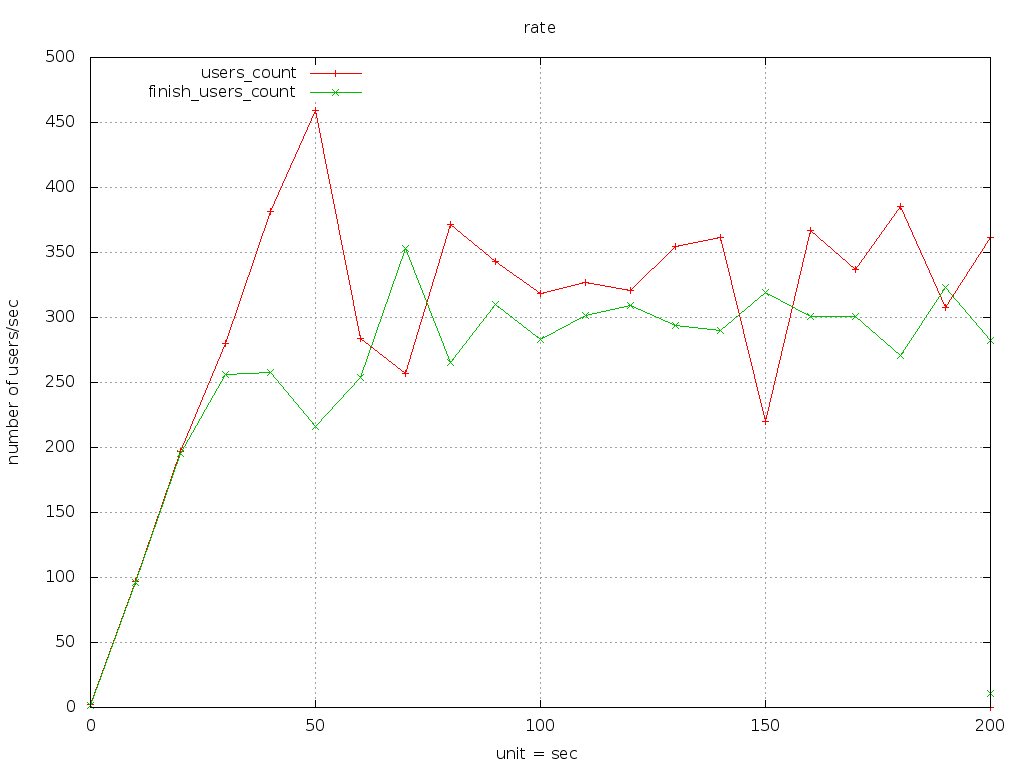 rate
500
450
400
350
300
250
200
150
100
50
0
number of users/sec
users_count
finish_users_count
0 50 100 150 200
unit = sec